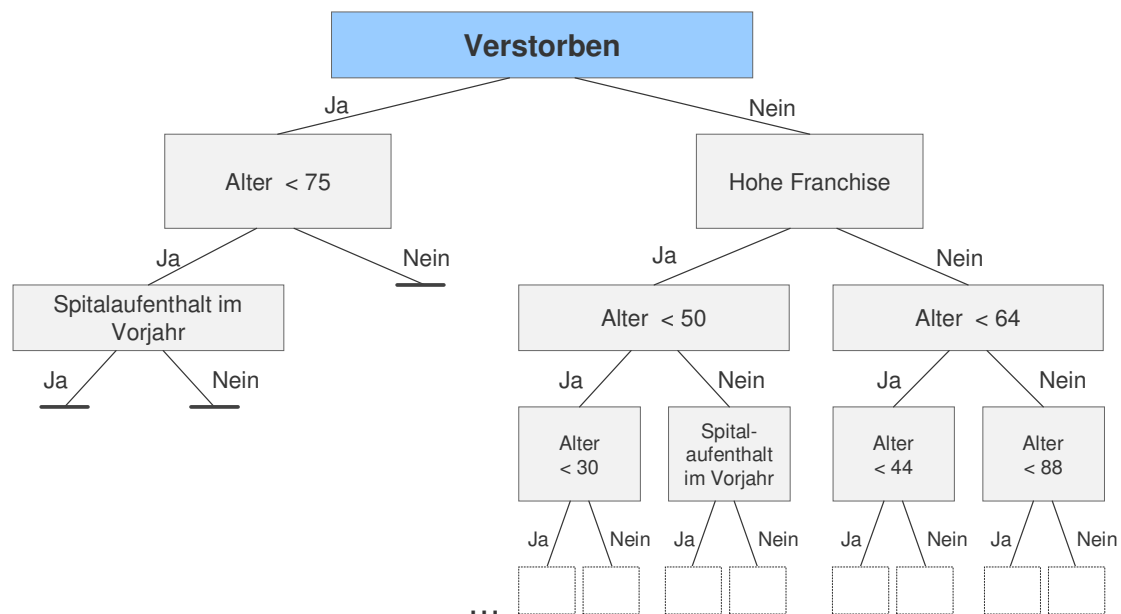 Verstorben
Ja
Nein
Alter < 75
Hohe Franchise
Ja
Nein
Ja
Nein
Spitalaufenthalt im
Vorjahr
Alter < 50
Alter < 64
Ja
Nein
Ja
Nein
Ja
Nein
Alter
< 30
Spital-
aufenthalt
im Vorjahr
Alter
< 44
Alter
< 88
Ja
Nein
Ja
Nein
Ja
Nein
Ja
Nein
...